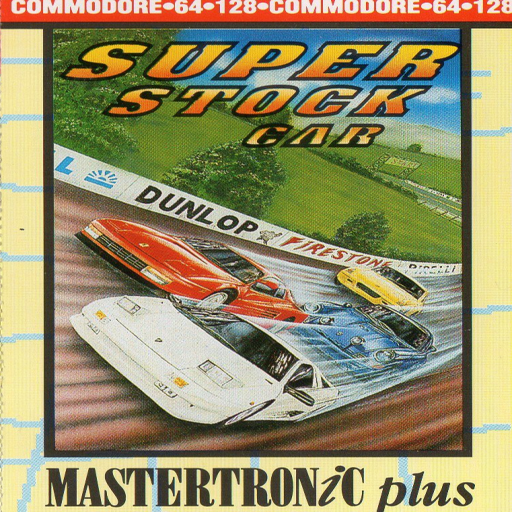 COMMODORE•64•128•COMMODORE•64•128
SUPER
STOCK
CAR
L
DUNLOP
FIRESTONE
PIRELLI
MASTERTRONiC plus